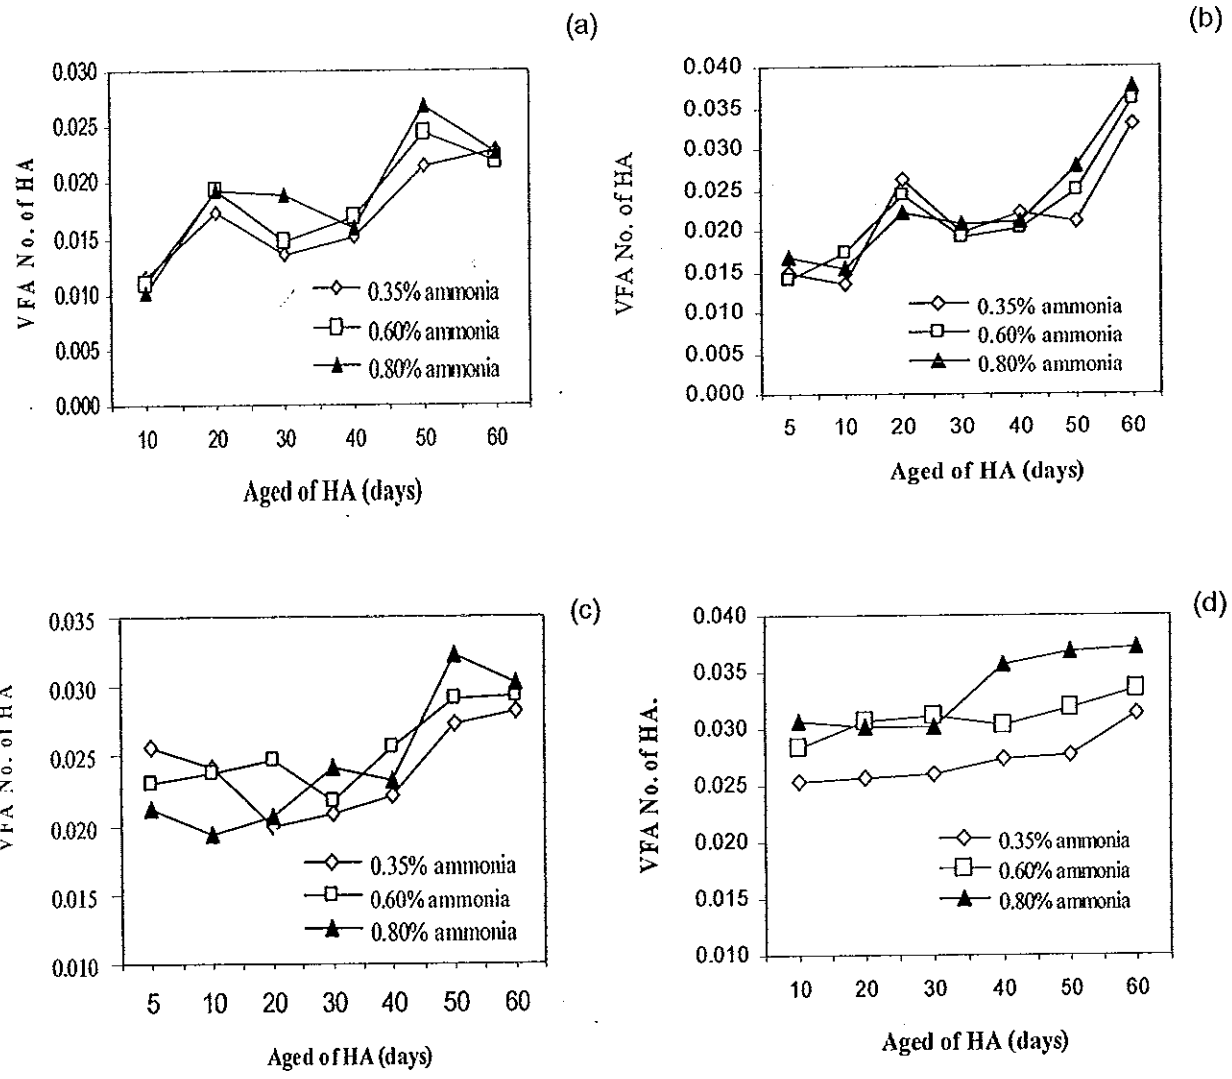 (a)
0.030
0.025
0.020
0.015
0.010
0.005
0.000
VFA No. of HA
0.35% ammonia
0.60% ammonia
0.80% ammonia
10 20 30 40 50 60
Aged of HA (days)
(b)
0.040
0.035
0.030
0.025
0.020
0.015
0.010
0.005
0.000
VFA No. of HA
0.35% ammonia
0.60% ammonia
0.80% ammonia
5 10 20 30 40 50 60
Aged of HA (days)
(c)
0.035
0.030
0.025
0.020
0.015
0.010
VFA No. of HA
0.35% ammonia
0.60% ammonia
0.80% ammonia
5 10 20 30 40 50 60
Aged of HA (days)
(d)
0.040
0.035
0.030
0.025
0.020
0.015
0.010
VFA No. of HA.
0.35% ammonia
0.60% ammonia
0.80% ammonia
10 20 30 40 50 60
Aged of HA (days)